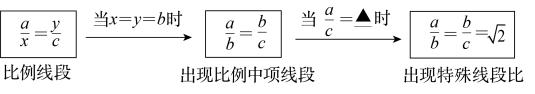 a/x = y/c 当x=y=b时 a/b = b/c 当 a/c = ▲ 时 a/b = b/c = √2
比例线段 出现比例中项线段 出现特殊线段比